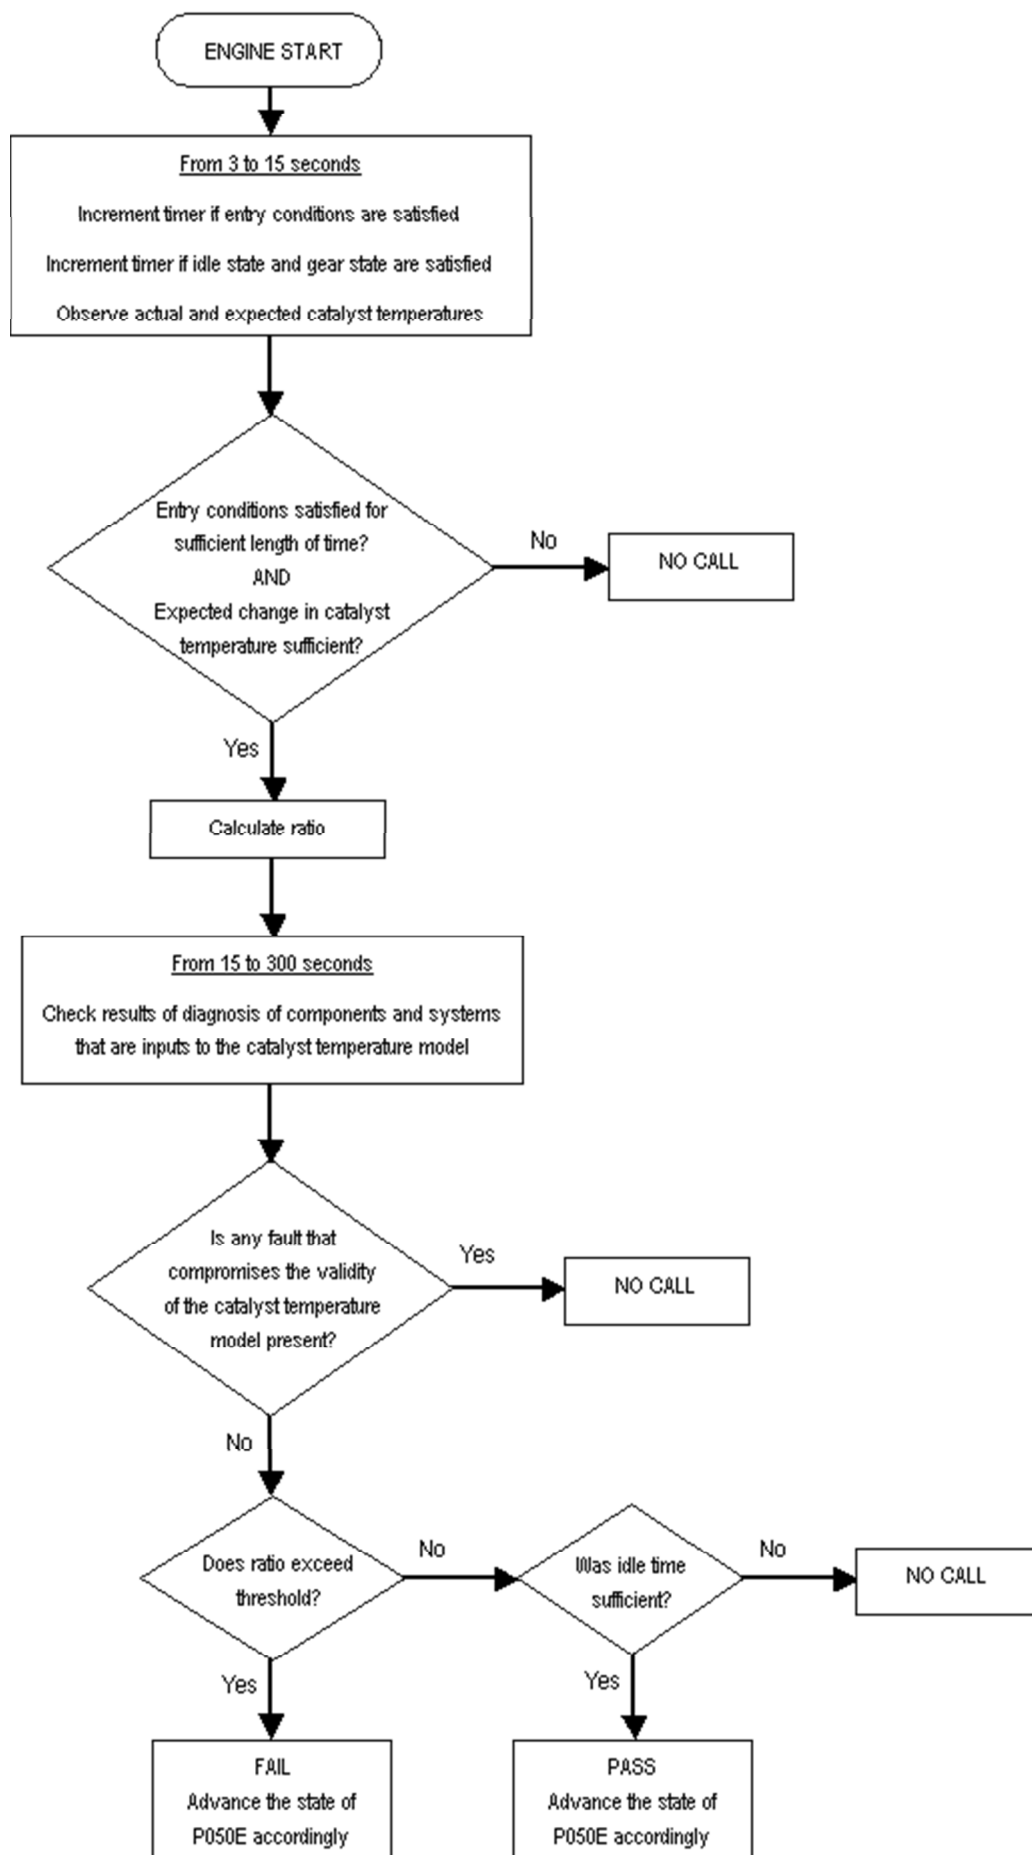 ENGINE START
From 3 to 15 seconds
Increment timer if entry conditions are satisfied
Increment timer if idle state and gear state are satisfied
Observe actual and expected catalyst temperatures
Entry conditions satisfied for
sufficient length of time?
AND
Expected change in catalyst
temperature sufficient?
No
NO CALL
Yes
Calculate ratio
From 15 to 300 seconds
Check results of diagnosis of components and systems
that are inputs to the catalyst temperature model
Is any fault that
compromises the validity
of the catalyst temperature
model present?
Yes
NO CALL
No
Does ratio exceed
threshold?
No
Was idle time
sufficient?
No
NO CALL
Yes
Yes
FAIL
Advance the state of
P050E accordingly
PASS
Advance the state of
P050E accordingly